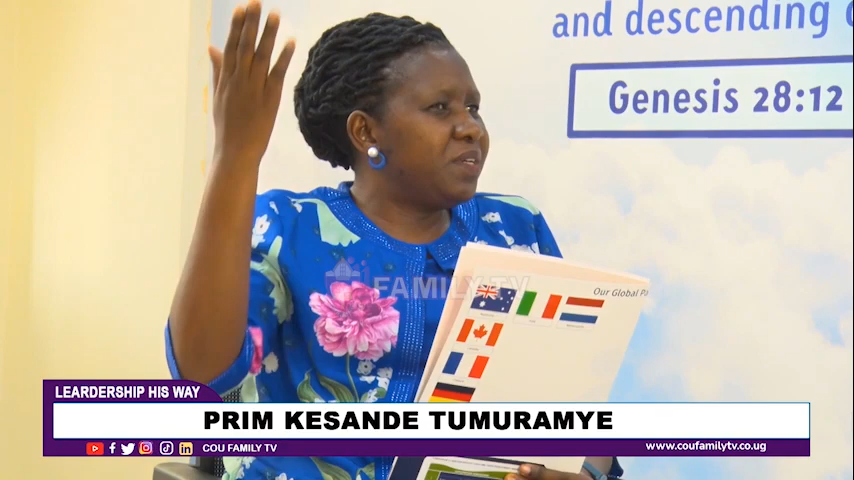 and descending
Genesis 28:12
FAMILY TV
Our Global Pa
LEARDERSHIP HIS WAY
PRIM KESANDE TUMURAMYE
COU FAMILY TV
www.coufamilytv.co.ug